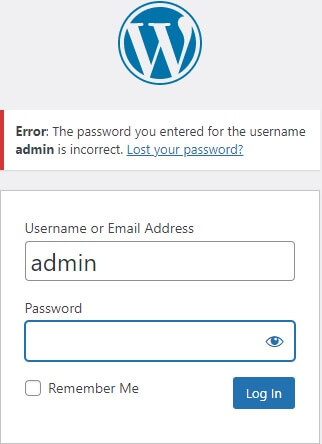 Error: The password you entered for the username
admin is incorrect. Lost your password?
Username or Email Address
admin
Password
Remember Me
Log In